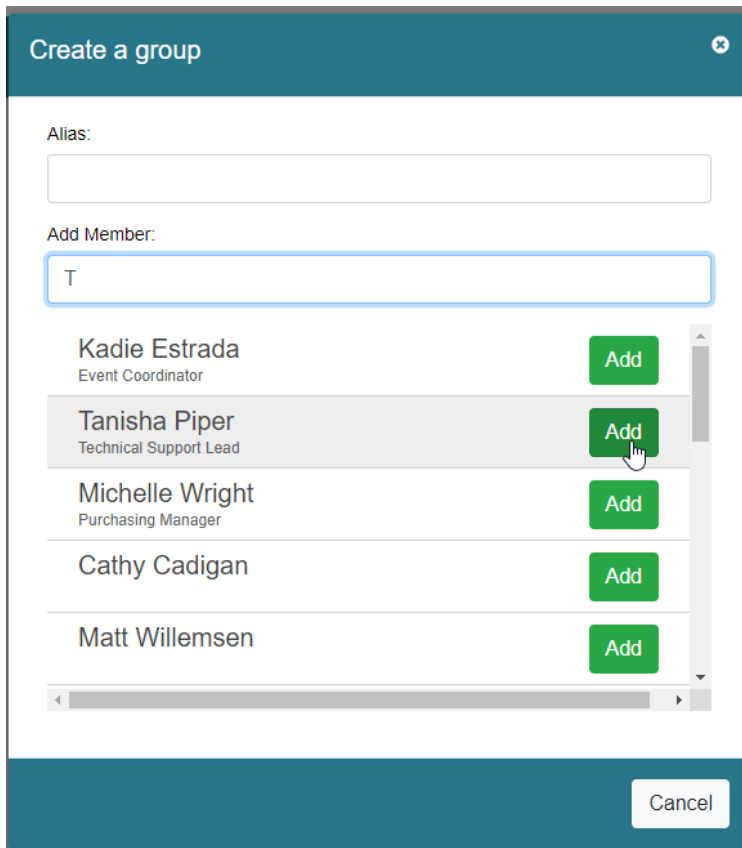 Create a group
Alias:
Add Member:
T
Kadie Estrada
Event Coordinator
Add
Tanisha Piper
Technical Support Lead
Add
Michelle Wright
Purchasing Manager
Add
Cathy Cadigan
Add
Matt Willemsen
Add
Cancel